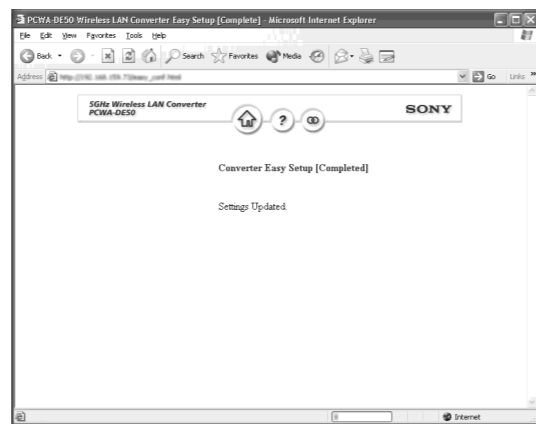 PCWA-DE50 Wireless LAN Converter Easy Setup [Complete] - Microsoft Internet Explorer
File Edit View Favorites Tools Help
Back Search Favorites Media
Address Go Links »
5GHz Wireless LAN Converter
PCWA-DE50
?
SONY
Converter Easy Setup [Completed]
Settings Updated.
Internet